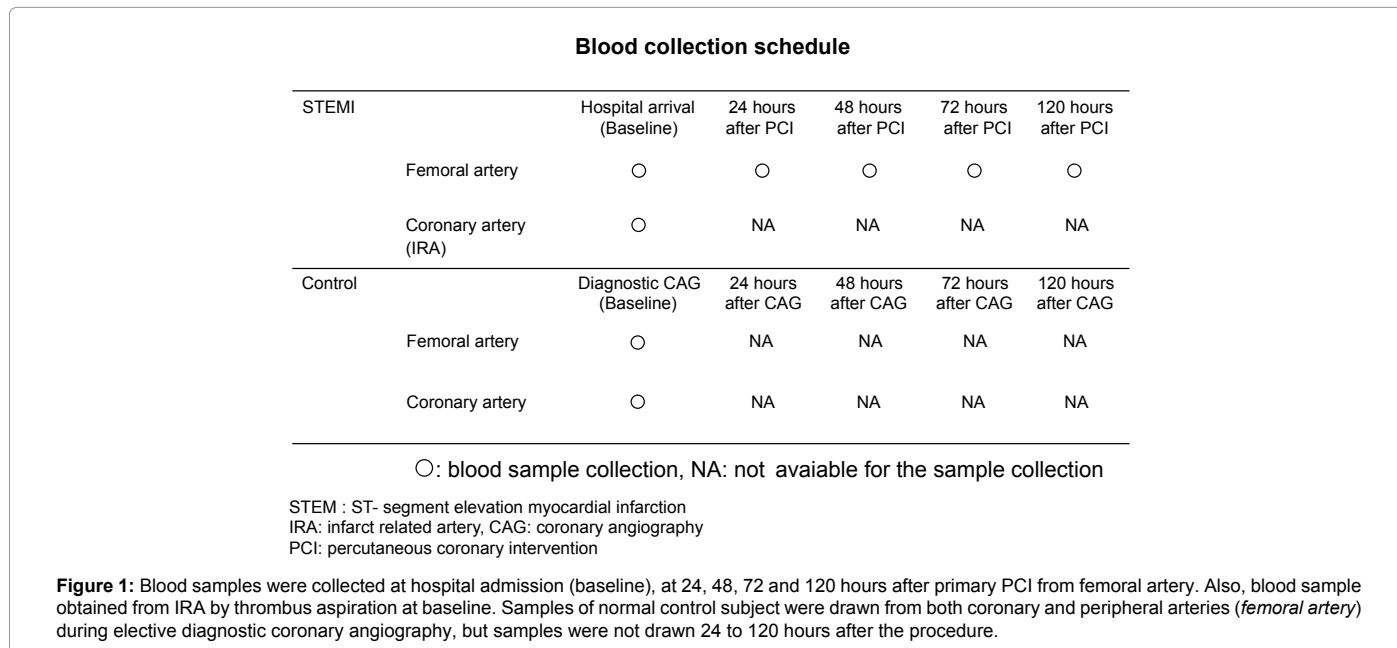 Blood collection schedule
STEMI Hospital arrival 24 hours 48 hours 72 hours 120 hours
(Baseline) after PCI after PCI after PCI after PCI
Femoral artery ○ ○ ○ ○ ○
Coronary artery ○ NA NA NA NA
(IRA)
Control Diagnostic CAG 24 hours 48 hours 72 hours 120 hours
(Baseline) after CAG after CAG after CAG after CAG
Femoral artery ○ NA NA NA NA
Coronary artery ○ NA NA NA NA
○: blood sample collection, NA: not avaiable for the sample collection
STEM : ST- segment elevation myocardial infarction
IRA: infarct related artery, CAG: coronary angiography
PCI: percutaneous coronary intervention
Figure 1: Blood samples were collected at hospital admission (baseline), at 24, 48, 72 and 120 hours after primary PCI from femoral artery. Also, blood sample
obtained from IRA by thrombus aspiration at baseline. Samples of normal control subject were drawn from both coronary and peripheral arteries (femoral artery)
during elective diagnostic coronary angiography, but samples were not drawn 24 to 120 hours after the procedure.